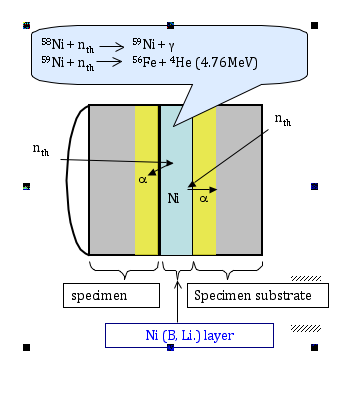 ⁵⁸Ni + nₜₕ → ⁵⁹Ni + γ
⁵⁹Ni + nₜₕ → ⁵⁶Fe + ⁴He (4.76MeV)
nₜₕ
nₜₕ
α
Ni
α
specimen
Specimen substrate
Ni (B, Li.) layer